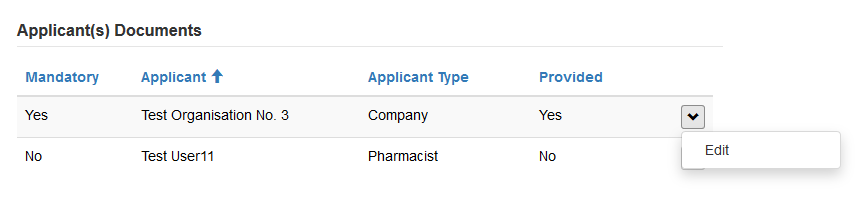 Applicant(s) Documents
Mandatory Applicant Applicant Type Provided
Yes Test Organisation No. 3 Company Yes
Edit
No Test User11 Pharmacist No